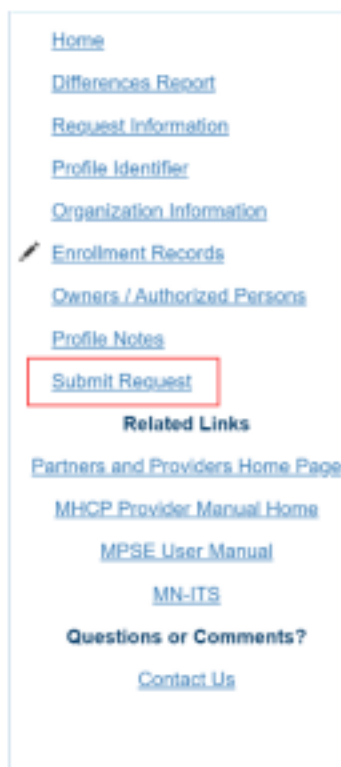 Home
Differences Report
Request Information
Profile Identifier
Organization Information
Enrollment Records
Owners / Authorized Persons
Profile Notes
Submit Request
Related Links
Partners and Providers Home Page
MHCP Provider Manual Home
MPSE User Manual
MN-ITS
Questions or Comments?
Contact Us